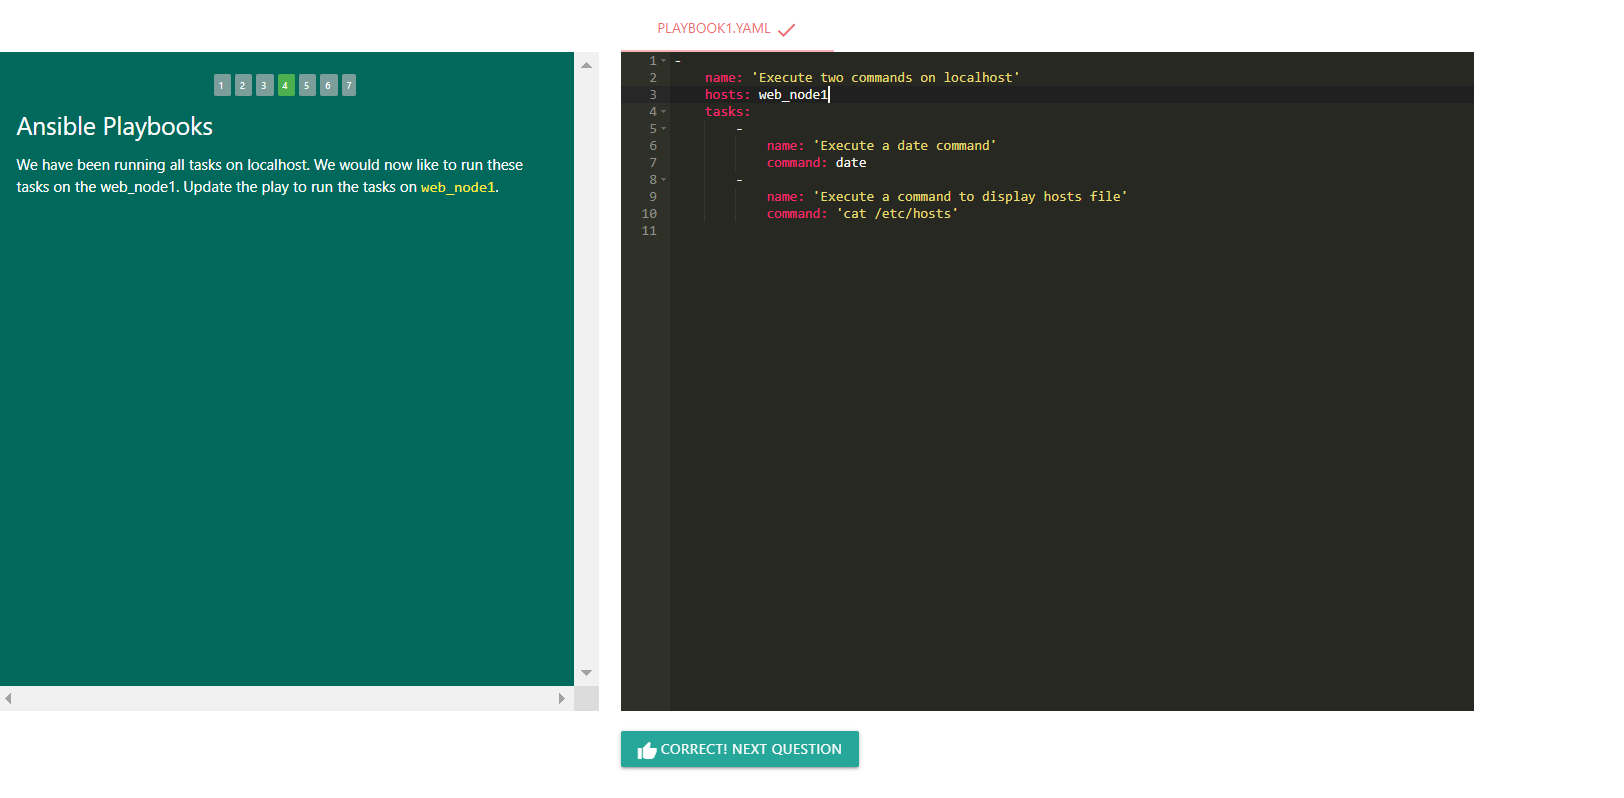 PLAYBOOK1.YAML
1 2 3 4 5 6 7
Ansible Playbooks
We have been running all tasks on localhost. We would now like to run these
tasks on the web_node1. Update the play to run the tasks on web_node1.
1 -
2 name: 'Execute two commands on localhost'
3 hosts: web_node1
4 tasks:
5 -
6 name: 'Execute a date command'
7 command: date
8 -
9 name: 'Execute a command to display hosts file'
10 command: 'cat /etc/hosts'
11
CORRECT! NEXT QUESTION